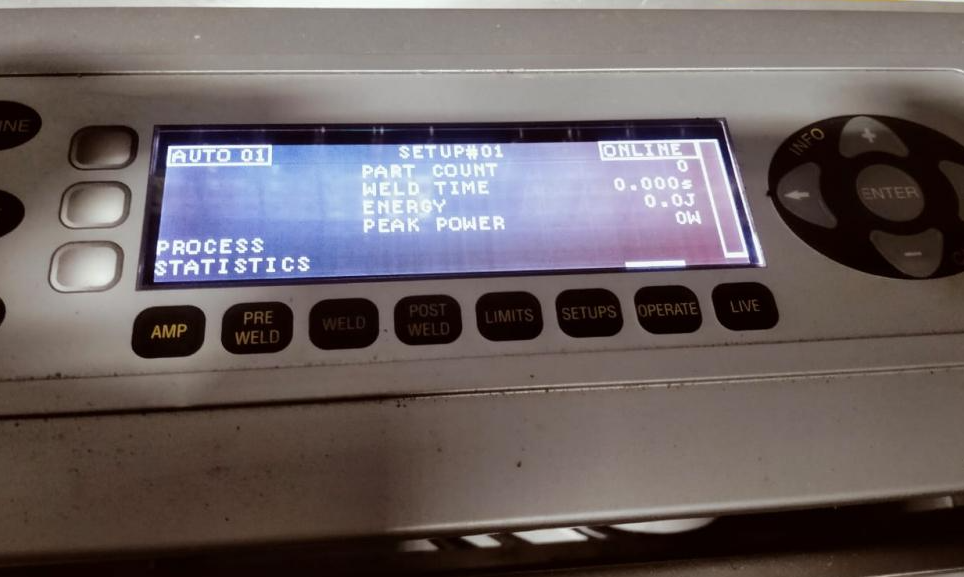 INE
AUTO 01 SETUP#01 ONLINE
PART COUNT 0
WELD TIME 0.000s
ENERGY 0.0J
PEAK POWER 0W
PROCESS
STATISTICS
AMP
PRE
WELD
WELD
POST
WELD
LIMITS
SETUPS
OPERATE
LIVE
INFO
+
ENTER
-